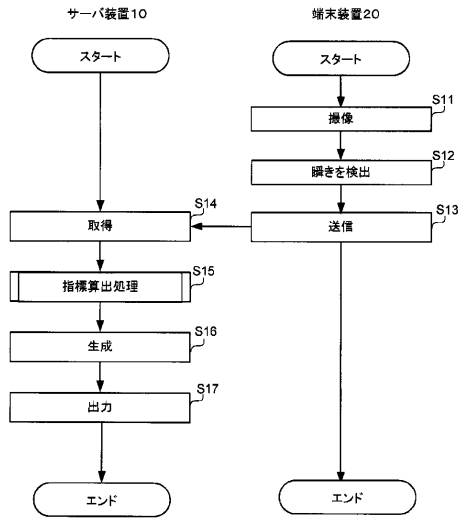 サーバ装置10
端末装置20
スタート
スタート
S11
撮像
S12
瞬きを検出
S13
送信
S14
取得
S15
指標算出処理
S16
生成
S17
出力
エンド
エンド